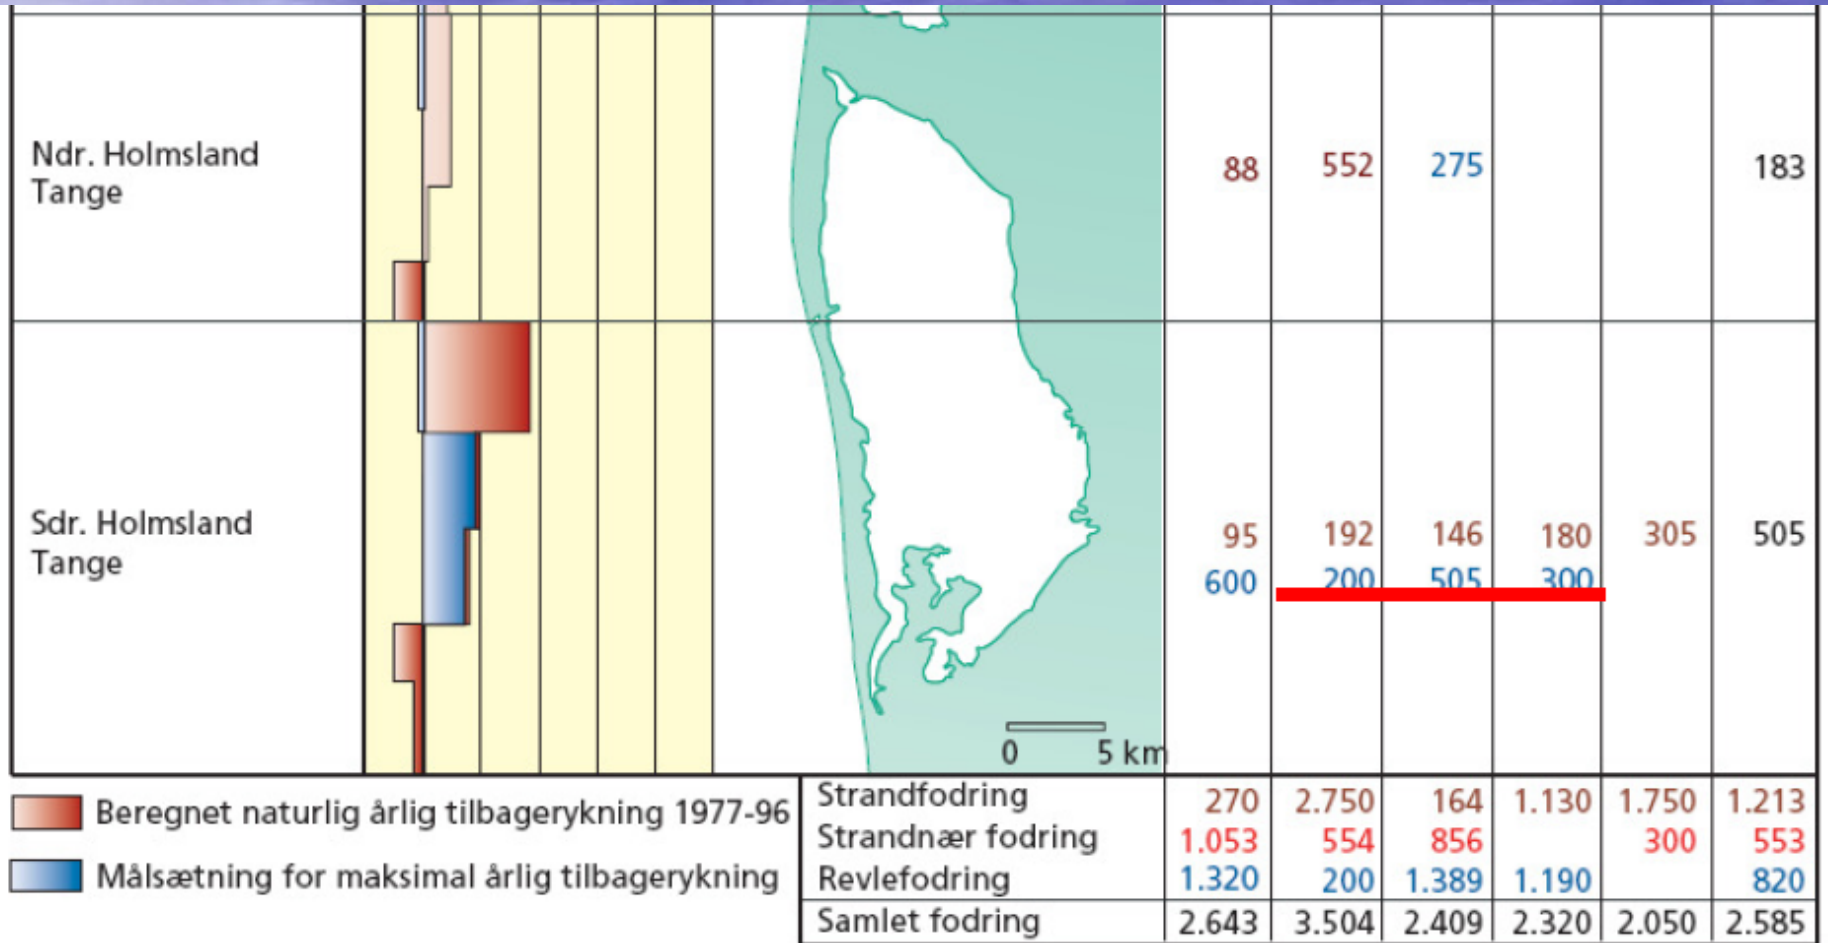 Ndr. Holmsland
Tange
88 552 275 183
Sdr. Holmsland
Tange
95 192 146 180 305 505
600 200 505 300
0 5 km
Beregnet naturlig årlig tilbagerykning 1977-96
Målsætning for maksimal årlig tilbagerykning
Strandfodring 270 2.750 164 1.130 1.750 1.213
Strandnær fodring 1.053 554 856 300 553
Revlefodring 1.320 200 1.389 1.190 820
Samlet fodring 2.643 3.504 2.409 2.320 2.050 2.585